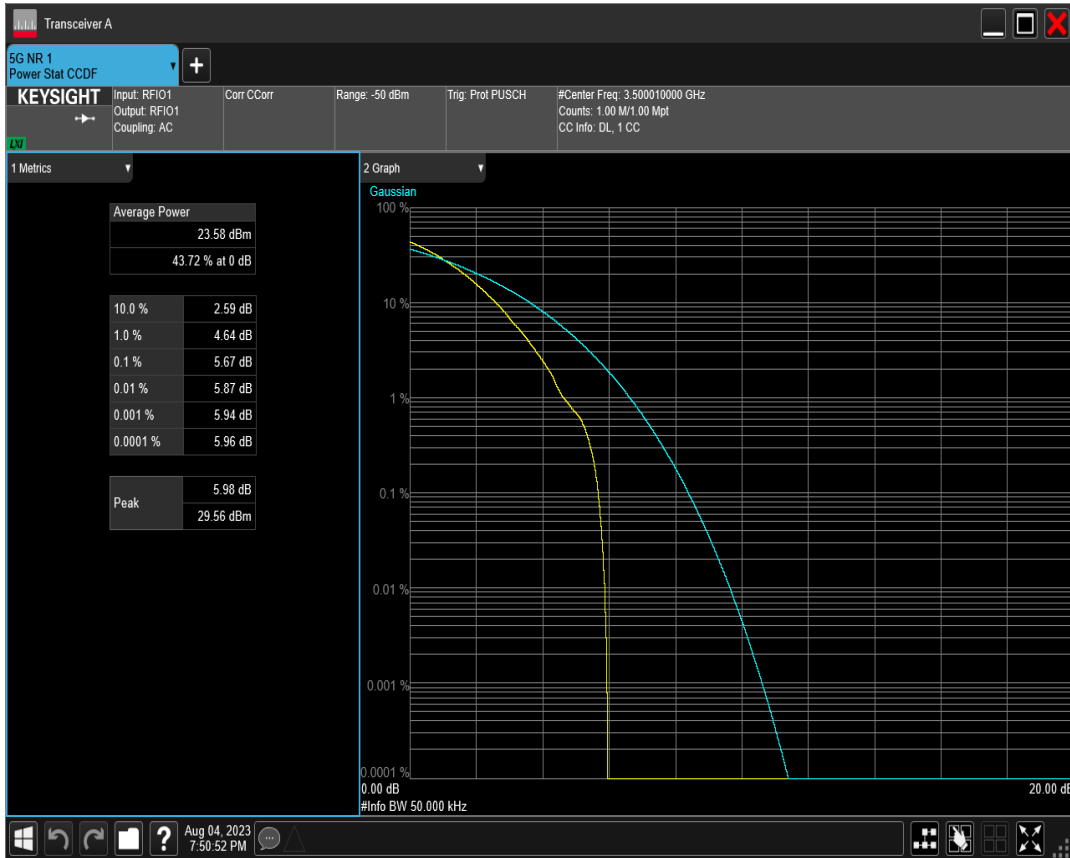 Transceiver A
5G NR 1
Power Stat CCDF
KEYSIGHT
LXI
Input: RFIO1
Output: RFIO1
Coupling: AC
Corr CCorr
Range: -50 dBm
Trig: Prot PUSCH
#Center Freq: 3.500010000 GHz
Counts: 1.00 M/1.00 Mpt
CC Info: DL, 1 CC
1 Metrics
Average Power
23.58 dBm
43.72 % at 0 dB
10.0 % 2.59 dB
1.0 % 4.64 dB
0.1 % 5.67 dB
0.01 % 5.87 dB
0.001 % 5.94 dB
0.0001 % 5.96 dB
Peak 5.98 dB
29.56 dBm
2 Graph
Gaussian
100 %
10 %
1 %
0.1 %
0.01 %
0.001 %
0.0001 %
0.00 dB 20.00 dB
#Info BW 50.000 kHz
? Aug 04, 2023
7:50:52 PM